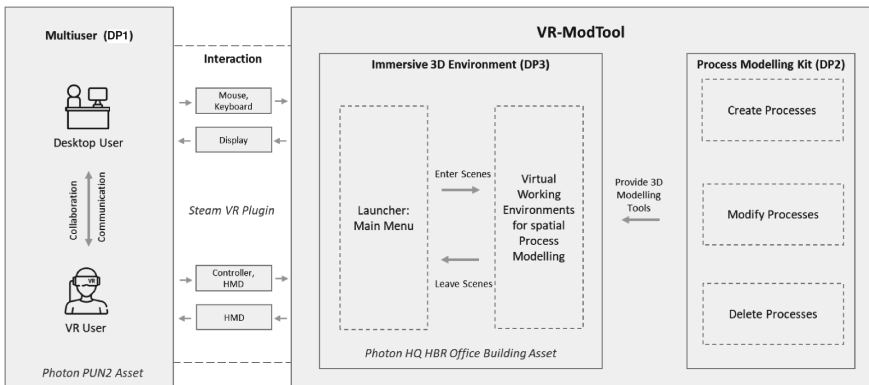 Multiuser (DP1)
Desktop User
Collaboration
Communication
VR
VR User
Photon PUN2 Asset
Interaction
Mouse,
Keyboard
Display
Steam VR Plugin
Controller,
HMD
HMD
VR-ModTool
Immersive 3D Environment (DP3)
Launcher:
Main Menu
Enter Scenes
Leave Scenes
Virtual
Working
Environments
for spatial
Process
Modelling
Photon HQ HBR Office Building Asset
Provide 3D
Modelling
Tools
Process Modelling Kit (DP2)
Create Processes
Modify Processes
Delete Processes